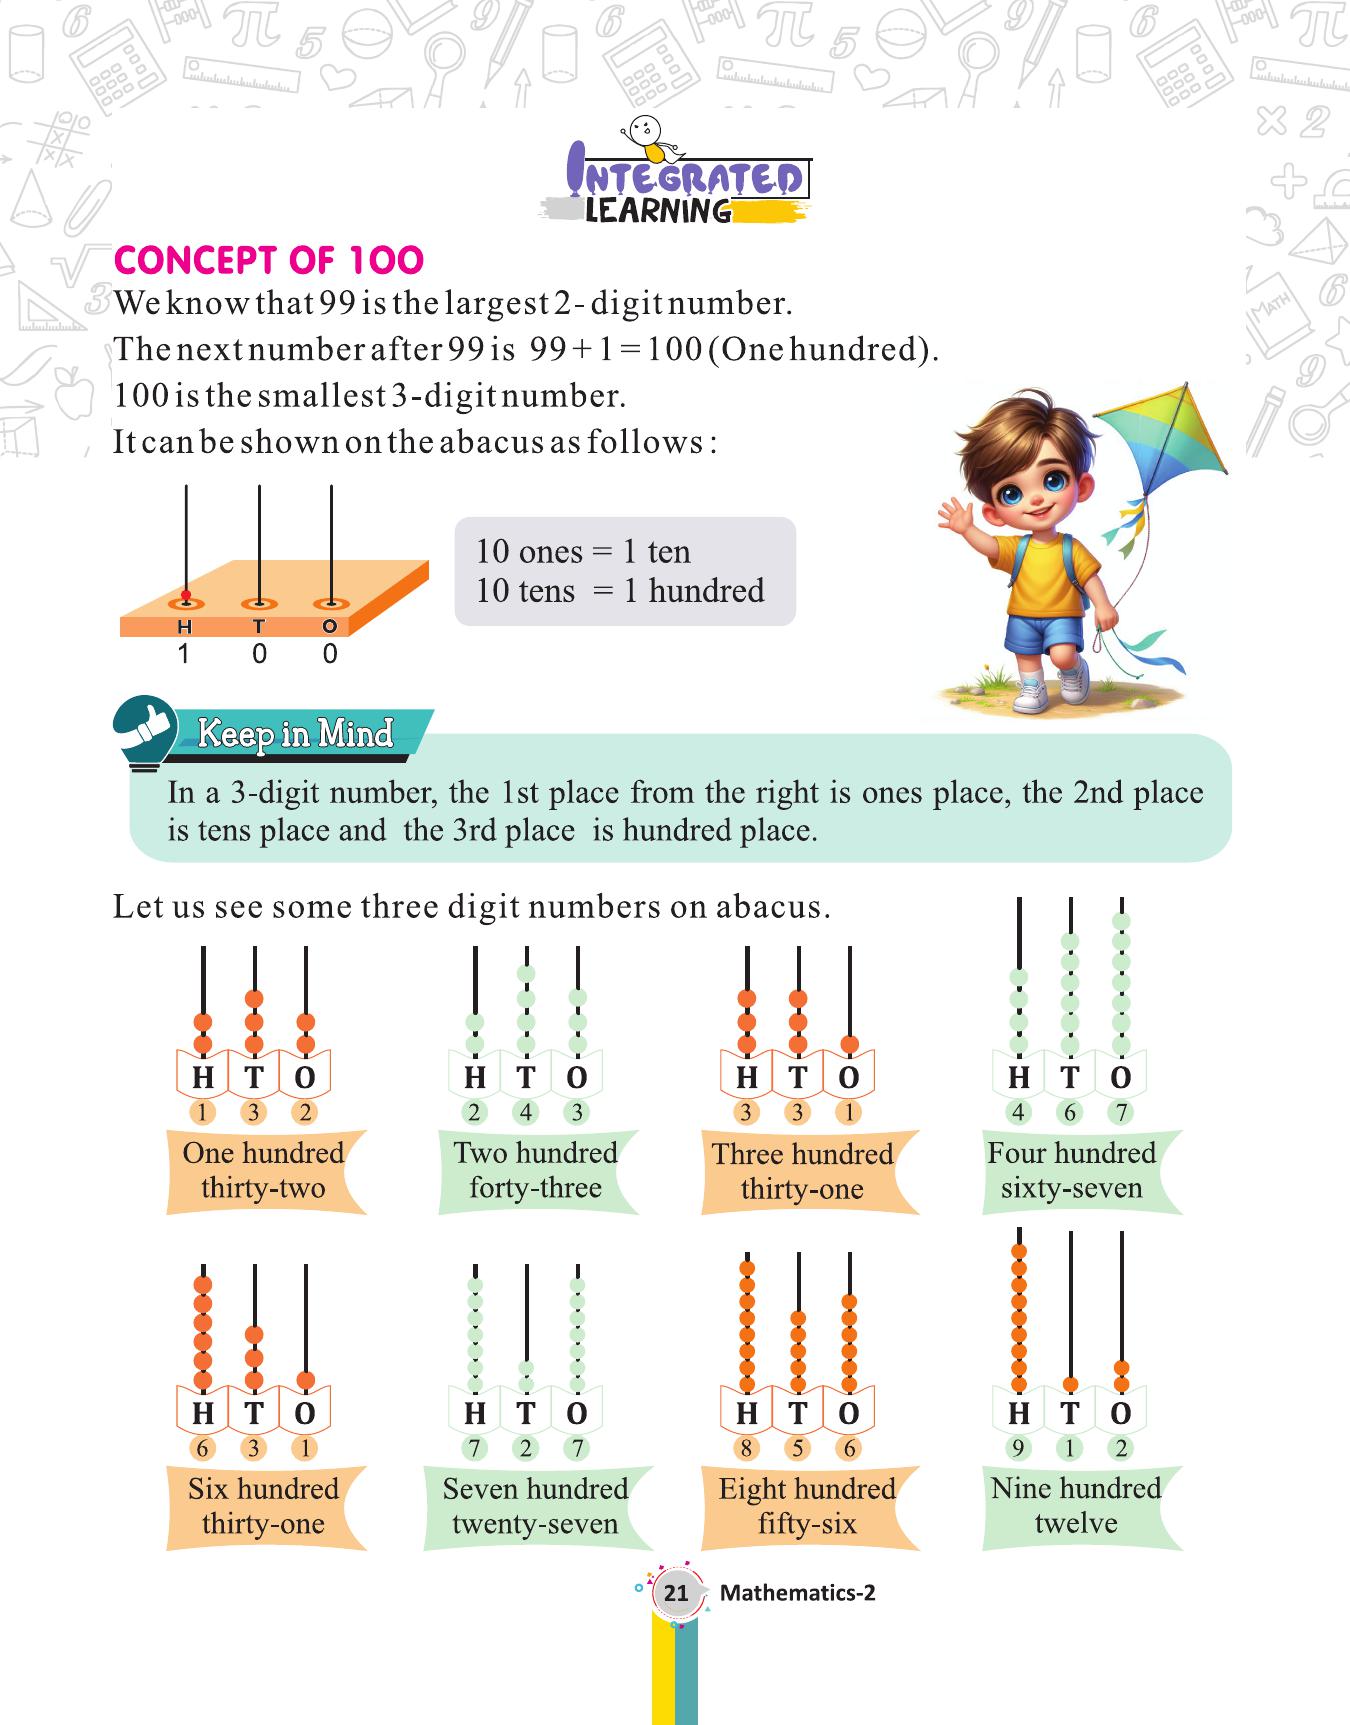 INTEGRATED
LEARNING
CONCEPT OF 100
We know that 99 is the largest 2- digit number.
The next number after 99 is 99 + 1 = 100 (One hundred).
100 is the smallest 3-digit number.
It can be shown on the abacus as follows :
10 ones = 1 ten
10 tens = 1 hundred
H T O
1 0 0
Keep in Mind
In a 3-digit number, the 1st place from the right is ones place, the 2nd place
is tens place and the 3rd place is hundred place.
Let us see some three digit numbers on abacus.
H T O
1 3 2
One hundred
thirty-two
H T O
2 4 3
Two hundred
forty-three
H T O
3 3 1
Three hundred
thirty-one
H T O
4 6 7
Four hundred
sixty-seven
H T O
6 3 1
Six hundred
thirty-one
H T O
7 2 7
Seven hundred
twenty-seven
H T O
8 5 6
Eight hundred
fifty-six
H T O
9 1 2
Nine hundred
twelve
21 Mathematics-2